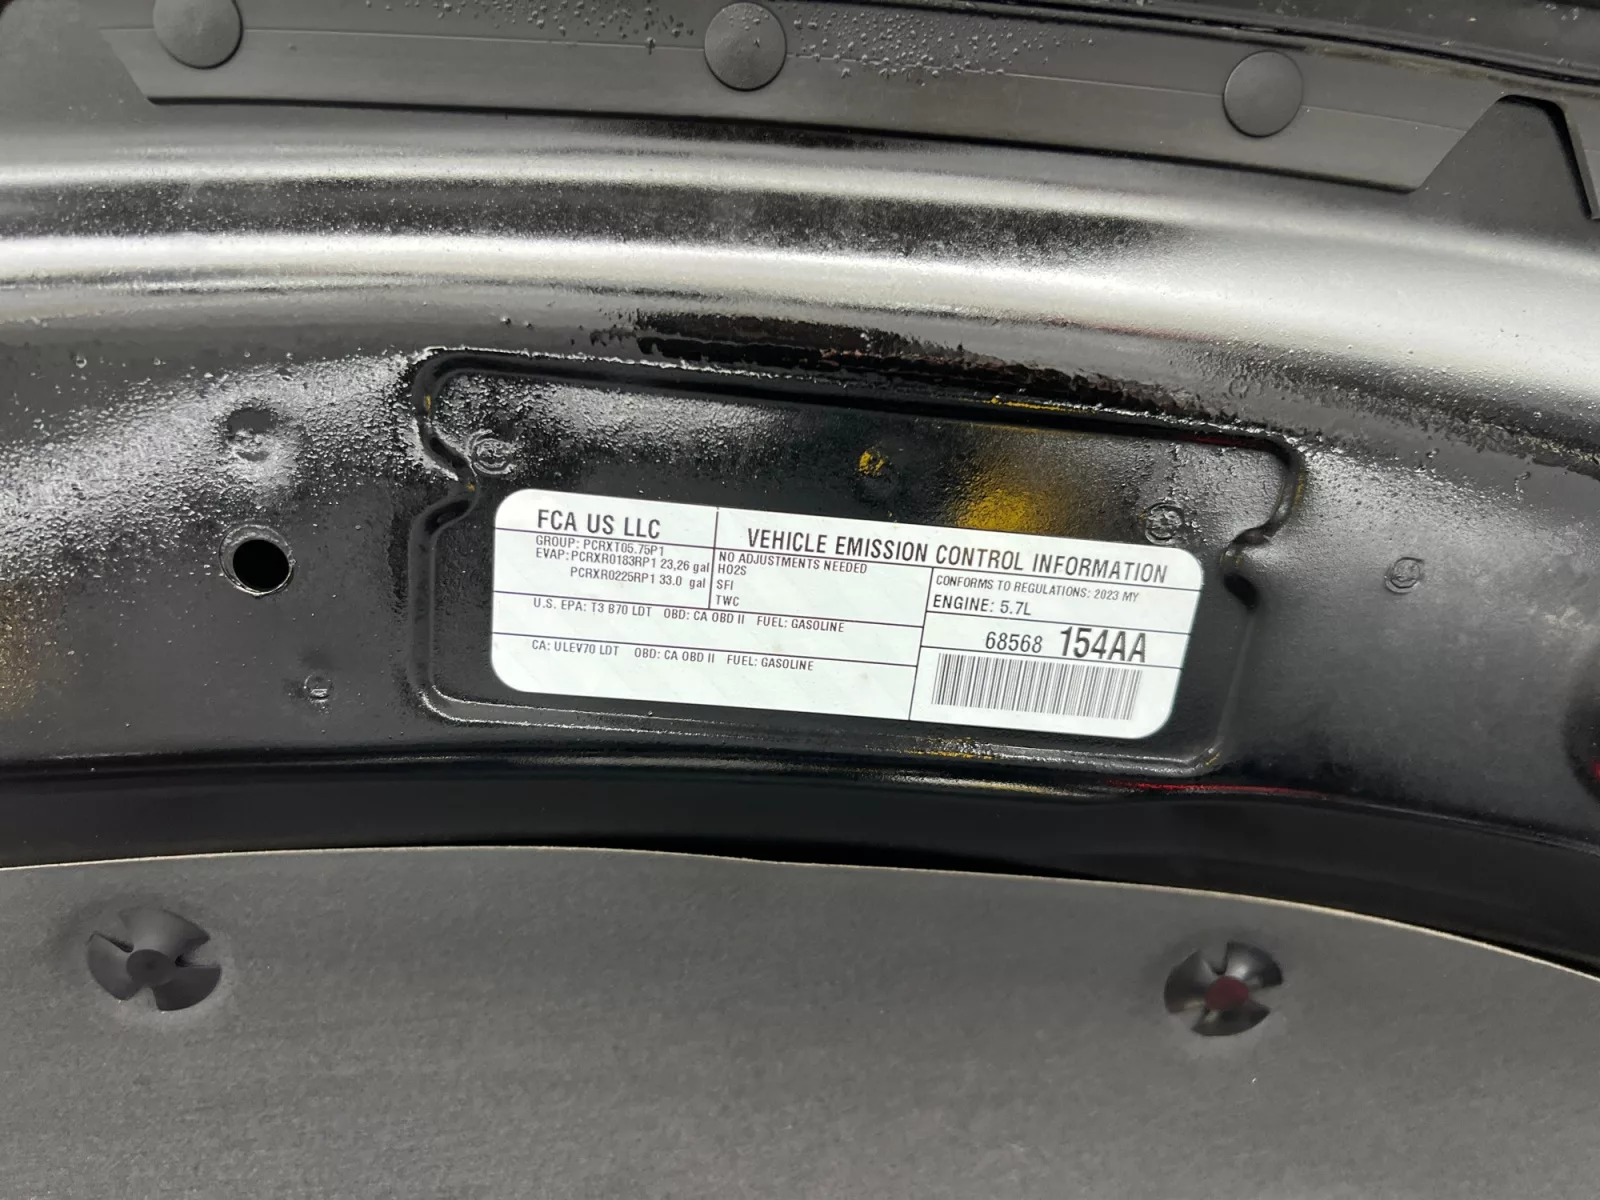 FCA US LLC
VEHICLE EMISSION CONTROL INFORMATION
GROUP: PCRXT05.75P1
EVAP: PCRXR0183RP1 23,26 gal
PCRXR0225RP1 33.0 gal
NO ADJUSTMENTS NEEDED
HO2S
SFI
TWC
CONFORMS TO REGULATIONS: 2023 MY
ENGINE: 5.7L
U.S. EPA: T3 B70 LDT OBD: CA OBD II FUEL: GASOLINE
CA: ULEV70 LDT OBD: CA OBD II FUEL: GASOLINE
68568 154AA